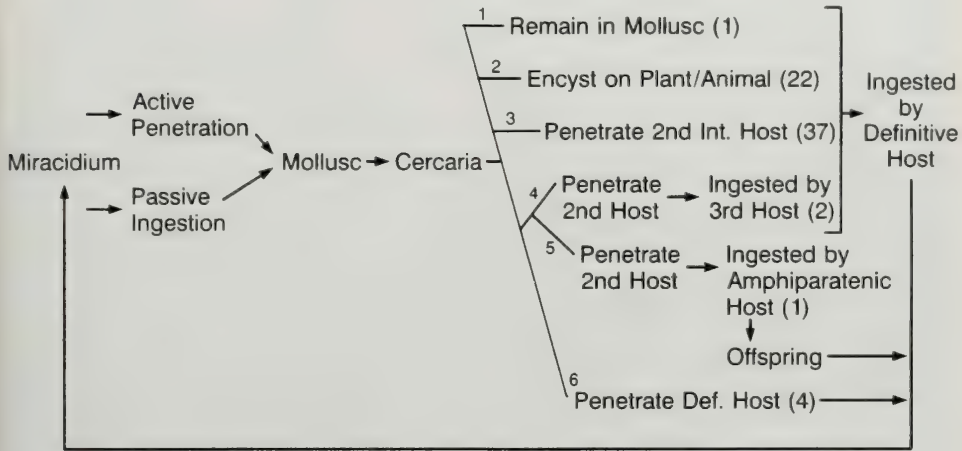 1
Remain in Mollusc (1)
2
Encyst on Plant/Animal (22)
3
Penetrate 2nd Int. Host (37)
Ingested
by
Definitive
Host
Active
Penetration
Miracidium
Mollusc
Cercaria
Passive
Ingestion
4
Penetrate
2nd Host
Ingested by
3rd Host (2)
5
Penetrate
2nd Host
Ingested by
Amphiparatenic
Host (1)
Offspring
6
Penetrate Def. Host (4)